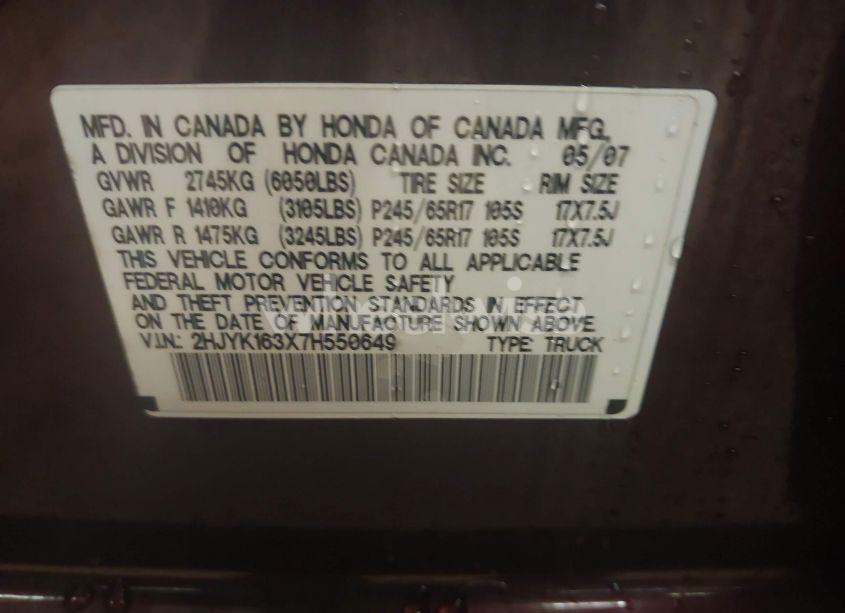 MFD. IN CANADA BY HONDA OF CANADA MFG.,
A DIVISION OF HONDA CANADA INC. 05/07
GVWR 2745KG (6050LBS) TIRE SIZE RIM SIZE
GAWR F 1410KG (3105LBS) P245/65R17 105S 17X7.5J
GAWR R 1475KG (3245LBS) P245/65R17 105S 17X7.5J
THIS VEHICLE CONFORMS TO ALL APPLICABLE
FEDERAL MOTOR VEHICLE SAFETY
AND THEFT PREVENTION STANDARDS IN EFFECT
ON THE DATE OF MANUFACTURE SHOWN ABOVE.
V.I.N.: 2HJYK163X7H550649 TYPE: TRUCK